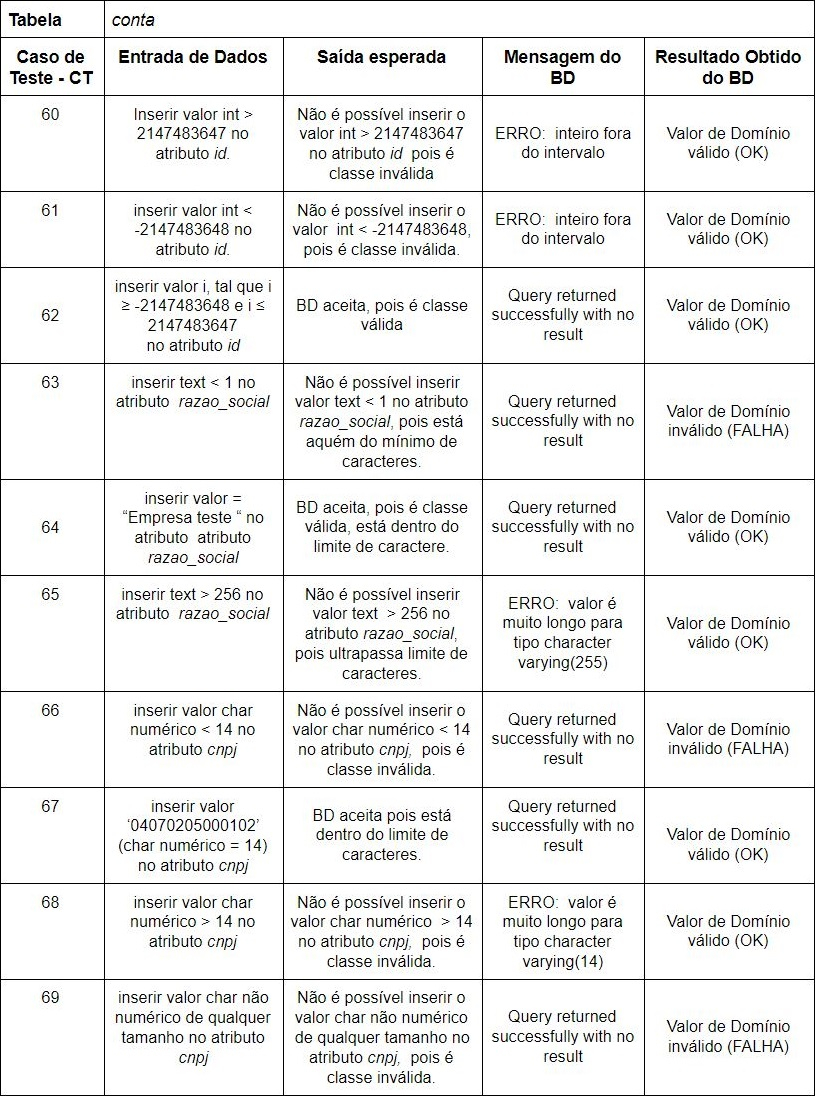 Tabela
conta
Caso de
Teste - CT
Entrada de Dados
Saída esperada
Mensagem do
BD
Resultado Obtido
do BD
60
Inserir valor int >
2147483647 no
atributo id.
Não é possível inserir o
valor int > 2147483647
no atributo id pois é
classe inválida
ERRO: inteiro fora
do intervalo
Valor de Domínio
válido (OK)
61
inserir valor int <
-2147483648 no
atributo id.
Não é possível inserir o
valor int < -2147483648,
pois é classe inválida.
ERRO: inteiro fora
do intervalo
Valor de Domínio
válido (OK)
62
inserir valor i, tal que i
≥ -2147483648 e i ≤
2147483647
no atributo id
BD aceita, pois é classe
válida
Query returned
successfully with no
result
Valor de Domínio
válido (OK)
63
inserir text < 1 no
atributo razao_social
Não é possível inserir
valor text < 1 no atributo
razao_social, pois está
aquém do mínimo de
caracteres.
Query returned
successfully with no
result
Valor de Domínio
inválido (FALHA)
64
inserir valor =
“Empresa teste “ no
atributo atributo
razao_social
BD aceita, pois é classe
válida, está dentro do
limite de caractere.
Query returned
successfully with no
result
Valor de Domínio
válido (OK)
65
inserir text > 256 no
atributo razao_social
Não é possível inserir
valor text > 256 no
atributo razao_social,
pois ultrapassa limite de
caracteres.
ERRO: valor é
muito longo para
tipo character
varying(255)
Valor de Domínio
válido (OK)
66
inserir valor char
numérico < 14 no
atributo cnpj
Não é possível inserir o
valor char numérico < 14
no atributo cnpj, pois é
classe inválida.
Query returned
successfully with no
result
Valor de Domínio
inválido (FALHA)
67
inserir valor
‘04070205000102’
(char numérico = 14)
no atributo cnpj
BD aceita pois está
dentro do limite de
caracteres.
Query returned
successfully with no
result
Valor de Domínio
válido (OK)
68
inserir valor char
numérico > 14 no
atributo cnpj
Não é possível inserir o
valor char numérico > 14
no atributo cnpj, pois é
classe inválida.
ERRO: valor é
muito longo para
tipo character
varying(14)
Valor de Domínio
válido (OK)
69
inserir valor char não
numérico de qualquer
tamanho no atributo
cnpj
Não é possível inserir o
valor char não numérico
de qualquer tamanho no
atributo cnpj, pois é
classe inválida.
Query returned
successfully with no
result
Valor de Domínio
inválido (FALHA)